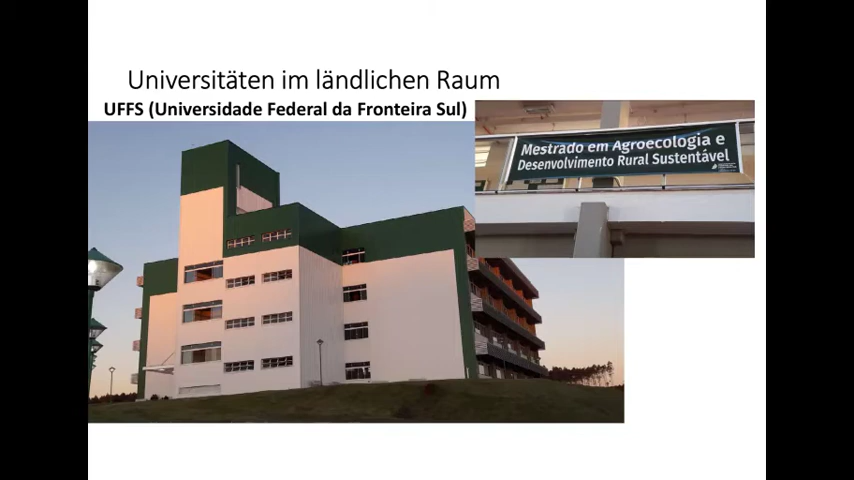 Universitäten im ländlichen Raum
UFFS (Universidade Federal da Fronteira Sul)
Mestrado em Agroecologia e
Desenvolvimento Rural Sustentável